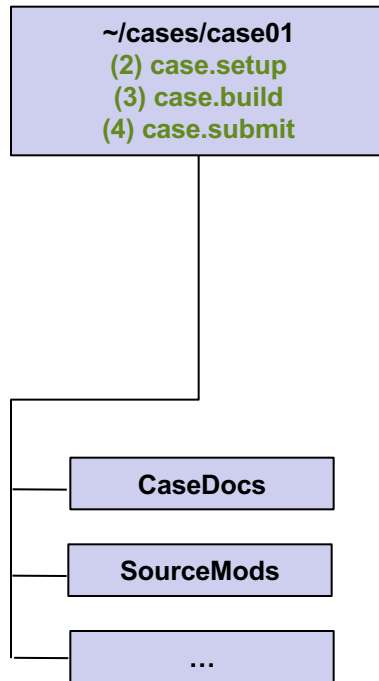 ~/cases/case01
(2) case.setup
(3) case.build
(4) case.submit
CaseDocs
SourceMods
...